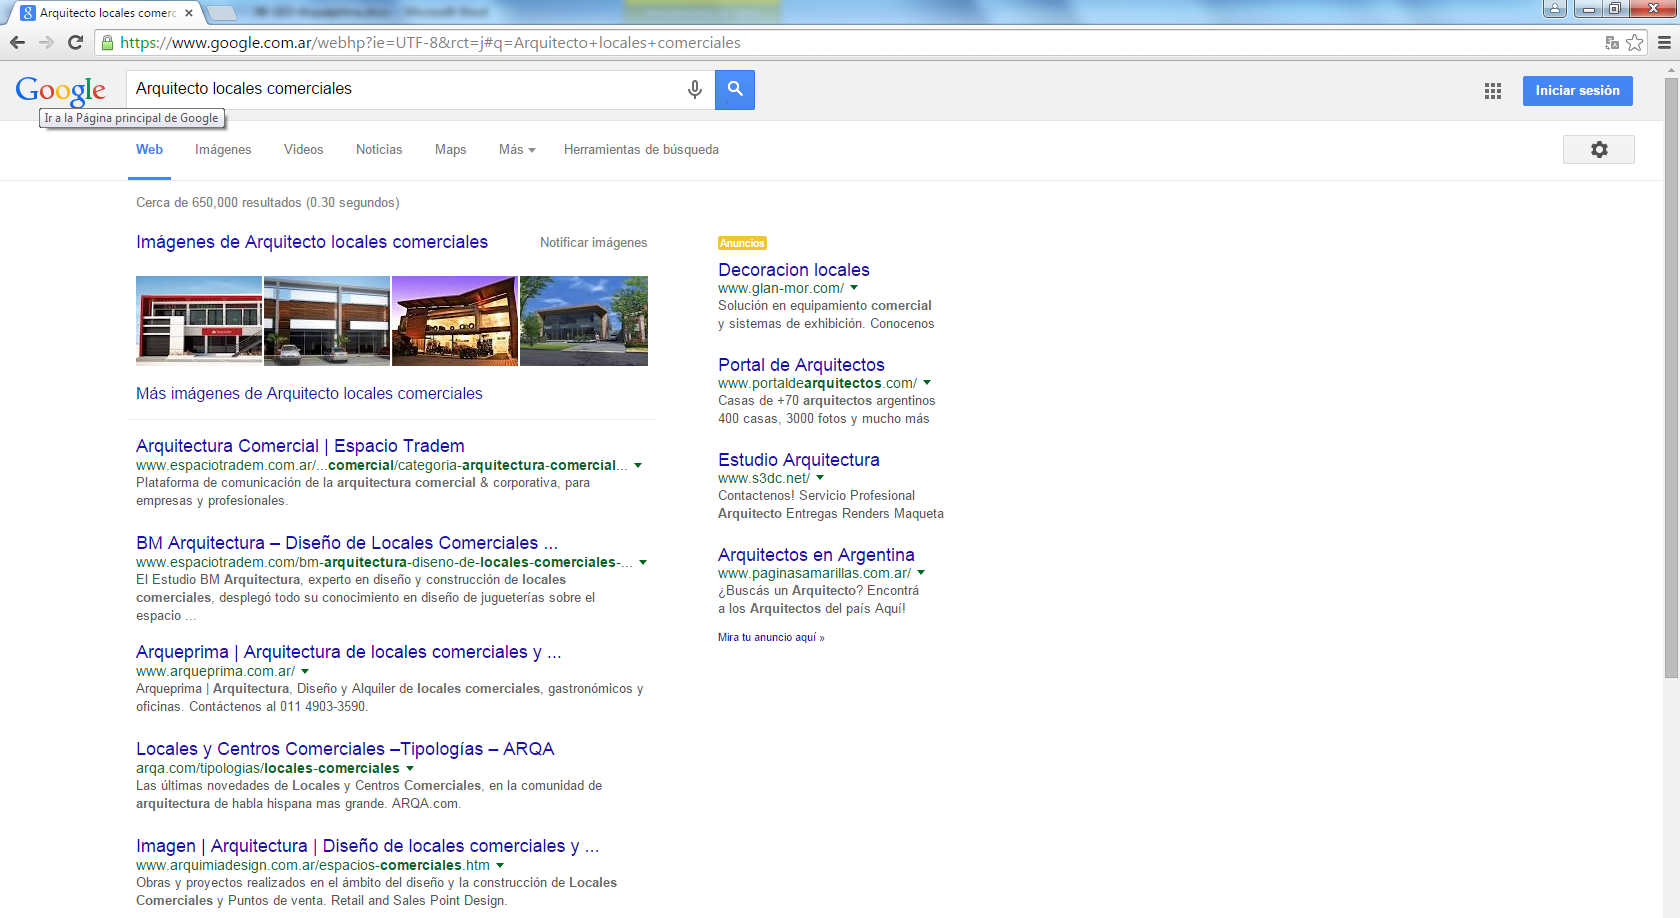 Arquitecto locales comerc
https://www.google.com.ar/webhp?ie=UTF-8&rct=j#q=Arquitecto+locales+comerciales
Google
Arquitecto locales comerciales
Iniciar sesión
Ir a la Página principal de Google
Web Imágenes Videos Noticias Maps Más Herramientas de búsqueda
Cerca de 650,000 resultados (0.30 segundos)
Imágenes de Arquitecto locales comerciales
Notificar imágenes
Más imágenes de Arquitecto locales comerciales
Arquitectura Comercial | Espacio Tradem
www.espaciotradem.com.ar/...comercial/categoria-arquitectura-comercial...
Plataforma de comunicación de la arquitectura comercial & corporativa, para
empresas y profesionales.
BM Arquitectura – Diseño de Locales Comerciales ...
www.espaciotradem.com/bm-arquitectura-diseno-de-locales-comerciales-...
El Estudio BM Arquitectura, experto en diseño y construcción de locales
comerciales, desplegó todo su conocimiento en diseño de jugueterías sobre el
espacio ...
Arqueprima | Arquitectura de locales comerciales y ...
www.arqueprima.com.ar/
Arqueprima | Arquitectura, Diseño y Alquiler de locales comerciales, gastronómicos y
oficinas. Contáctenos al 011 4903-3590.
Locales y Centros Comerciales –Tipologías – ARQA
arqa.com/tipologias/locales-comerciales
Las últimas novedades de Locales y Centros Comerciales, en la comunidad de
arquitectura de habla hispana mas grande. ARQA.com.
Imagen | Arquitectura | Diseño de locales comerciales y ...
www.arquimiadesign.com.ar/espacios-comerciales.htm
Obras y proyectos realizados en el ámbito del diseño y la construcción de Locales
Comerciales y Puntos de venta. Retail and Sales Point Design.
Anuncios
Decoracion locales
www.glan-mor.com/
Solución en equipamiento comercial
y sistemas de exhibición. Conocenos
Portal de Arquitectos
www.portaldearquitectos.com/
Casas de +70 arquitectos argentinos
400 casas, 3000 fotos y mucho más
Estudio Arquitectura
www.s3dc.net/
Contactenos! Servicio Profesional
Arquitecto Entregas Renders Maqueta
Arquitectos en Argentina
www.paginasamarillas.com.ar/
¿Buscás un Arquitecto? Encontrá
a los Arquitectos del país Aquí!
Mira tu anuncio aquí »